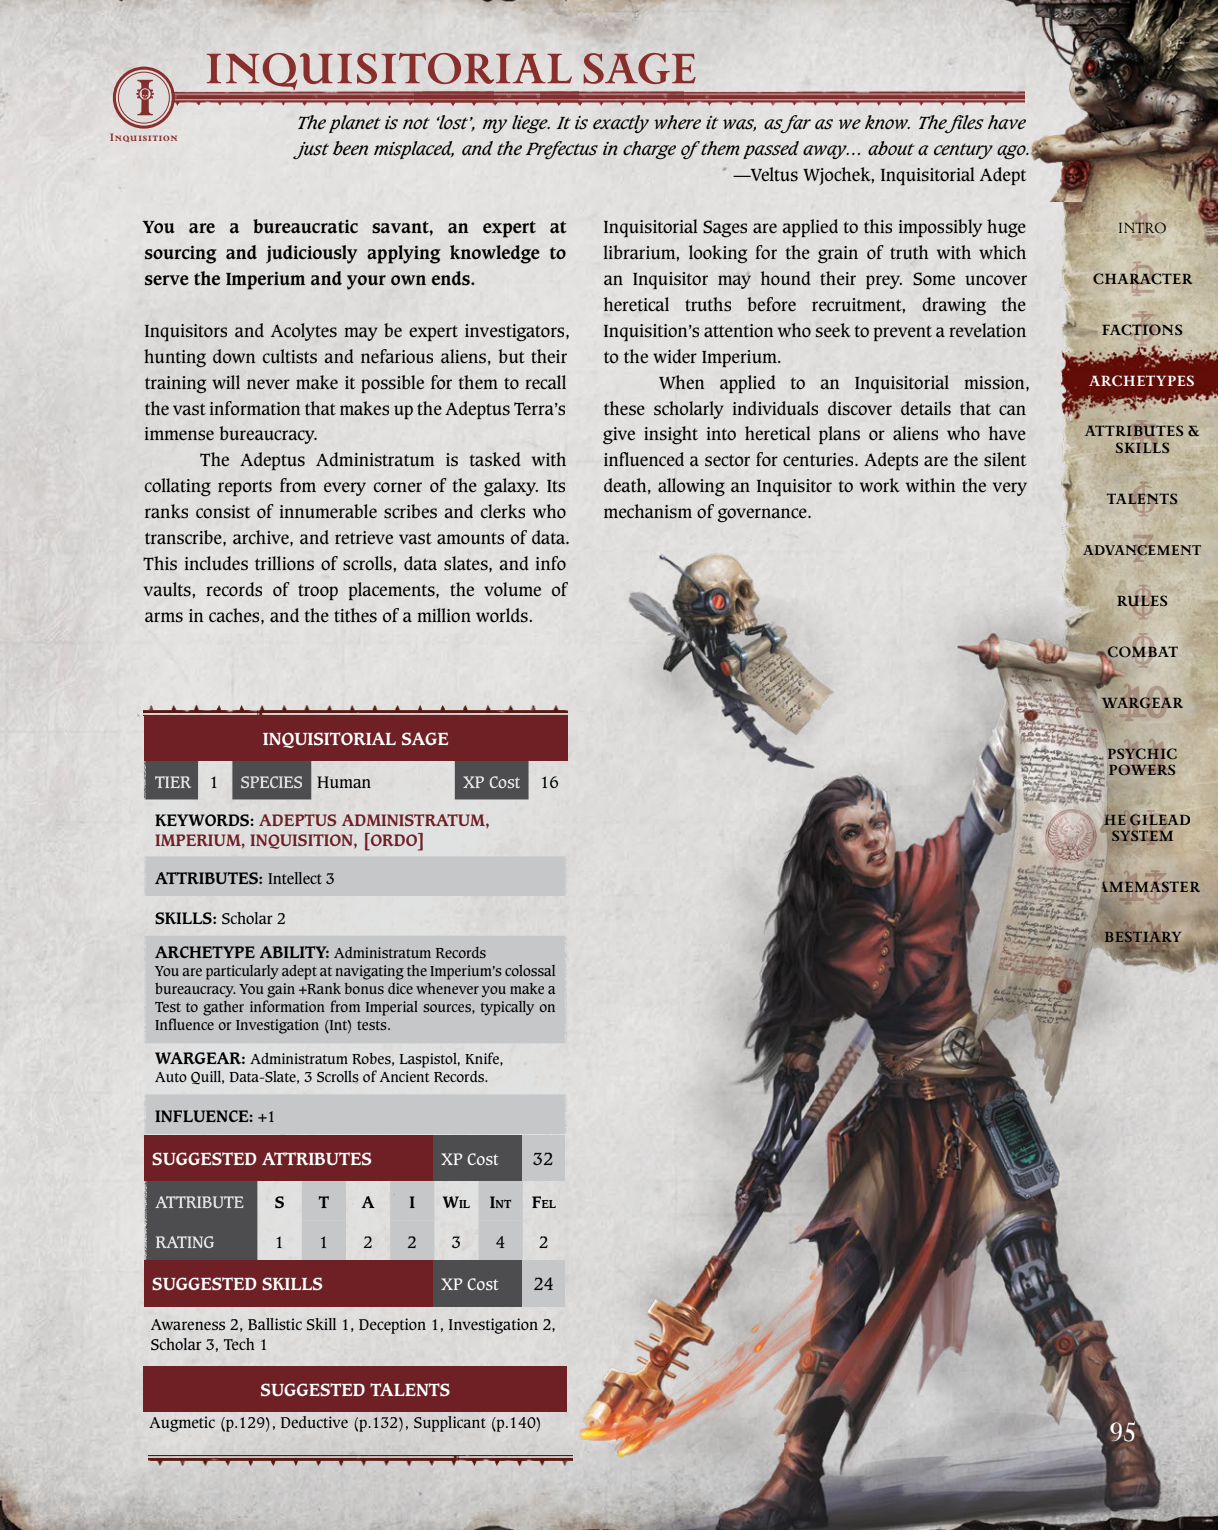 INQUISITORIAL SAGE
INQUISITION
The planet is not ‘lost’, my liege. It is exactly where it was, as far as we know. The files have
just been misplaced, and the Prefectus in charge of them passed away… about a century ago.
—Veltus Wjochek, Inquisitorial Adept
You are a bureaucratic savant, an expert at
sourcing and judiciously applying knowledge to
serve the Imperium and your own ends.
Inquisitors and Acolytes may be expert investigators,
hunting down cultists and nefarious aliens, but their
training will never make it possible for them to recall
the vast information that makes up the Adeptus Terra’s
immense bureaucracy.
The Adeptus Administratum is tasked with
collating reports from every corner of the galaxy. Its
ranks consist of innumerable scribes and clerks who
transcribe, archive, and retrieve vast amounts of data.
This includes trillions of scrolls, data slates, and info
vaults, records of troop placements, the volume of
arms in caches, and the tithes of a million worlds.
Inquisitorial Sages are applied to this impossibly huge
librarium, looking for the grain of truth with which
an Inquisitor may hound their prey. Some uncover
heretical truths before recruitment, drawing the
Inquisition’s attention who seek to prevent a revelation
to the wider Imperium.
When applied to an Inquisitorial mission,
these scholarly individuals discover details that can
give insight into heretical plans or aliens who have
influenced a sector for centuries. Adepts are the silent
death, allowing an Inquisitor to work within the very
mechanism of governance.
INQUISITORIAL SAGE
TIER 1 SPECIES Human XP Cost 16
KEYWORDS: ADEPTUS ADMINISTRATUM,
IMPERIUM, INQUISITION, [ORDO]
ATTRIBUTES: Intellect 3
SKILLS: Scholar 2
ARCHETYPE ABILITY: Administratum Records
You are particularly adept at navigating the Imperium’s colossal
bureaucracy. You gain +Rank bonus dice whenever you make a
Test to gather information from Imperial sources, typically on
Influence or Investigation (Int) tests.
WARGEAR: Administratum Robes, Laspistol, Knife,
Auto Quill, Data-Slate, 3 Scrolls of Ancient Records.
INFLUENCE: +1
SUGGESTED ATTRIBUTES XP Cost 32
ATTRIBUTE S T A I WIL INT FEL
RATING 1 1 2 2 3 4 2
SUGGESTED SKILLS XP Cost 24
Awareness 2, Ballistic Skill 1, Deception 1, Investigation 2,
Scholar 3, Tech 1
SUGGESTED TALENTS
Augmetic (p.129), Deductive (p.132), Supplicant (p.140)
INTRO
CHARACTER
FACTIONS
ARCHETYPES
ATTRIBUTES &
SKILLS
TALENTS
ADVANCEMENT
RULES
COMBAT
WARGEAR
PSYCHIC
POWERS
HE GILEAD
SYSTEM
AMEMASTER
BESTIARY
95